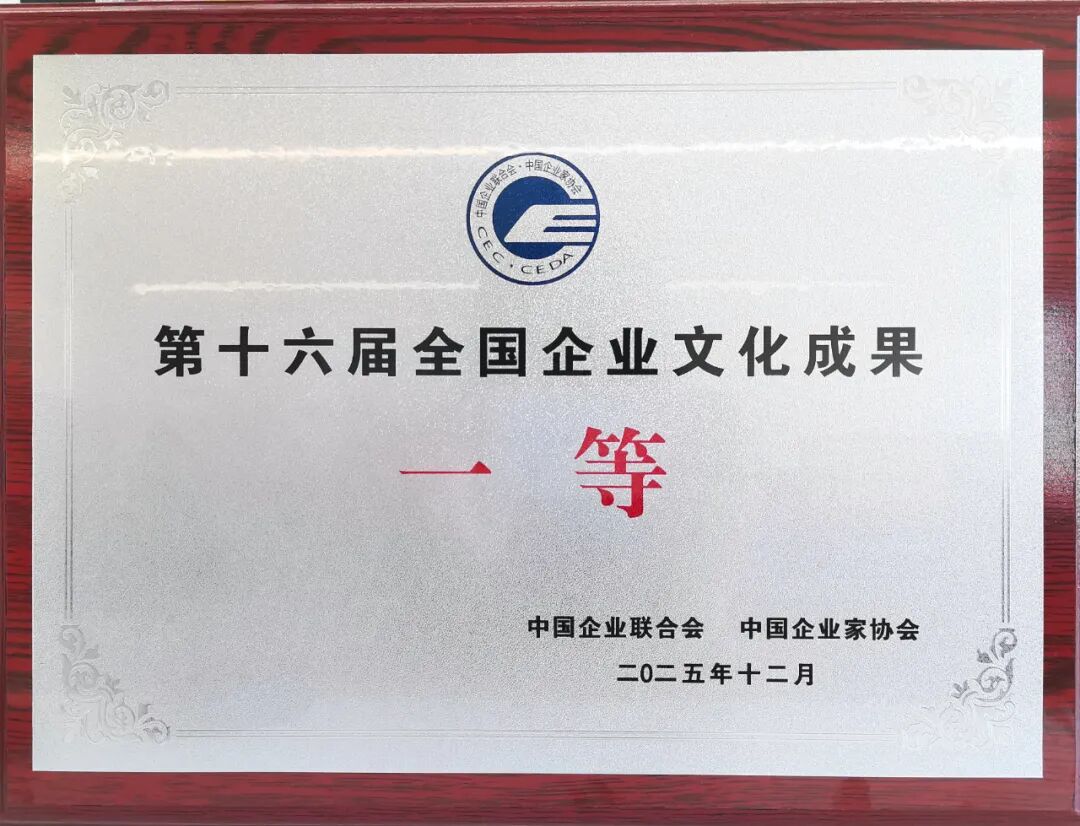 中国企业联合会·中国企业家协会
CEC·CEDA
第十六届全国企业文化成果
一 等
中国企业联合会 中国企业家协会
二〇二五年十二月